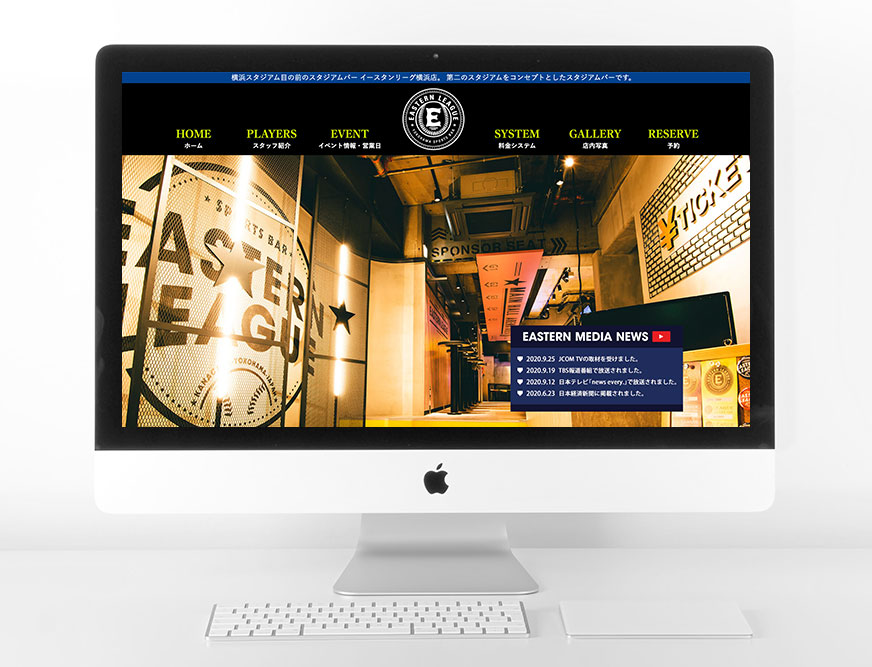 横浜スタジアム目の前のスタジアムバー イースタンリーグ横浜店。 第二のスタジアムをコンセプトとしたスタジアムバーです。
EASTERN LEAGUE
E
YOKOHAMA SPORTS BAR
HOME PLAYERS EVENT SYSTEM GALLERY RESERVE
ホーム スタッフ紹介 イベント情報・営業日 料金システム 店内写真 予約
SPORTS BAR
EASTERN
LEAGUE
KANAGAWA YOKOHAMA JAPAN
SPONSOR SEAT
¥TICKET
EASTERN MEDIA NEWS
2020.9.25 JCOM TVの取材を受けました。
2020.9.19 TBS報道番組で放送されました。
2020.9.12 日本テレビ「news every.」で放送されました。
2020.6.23 日本経済新聞に掲載されました。